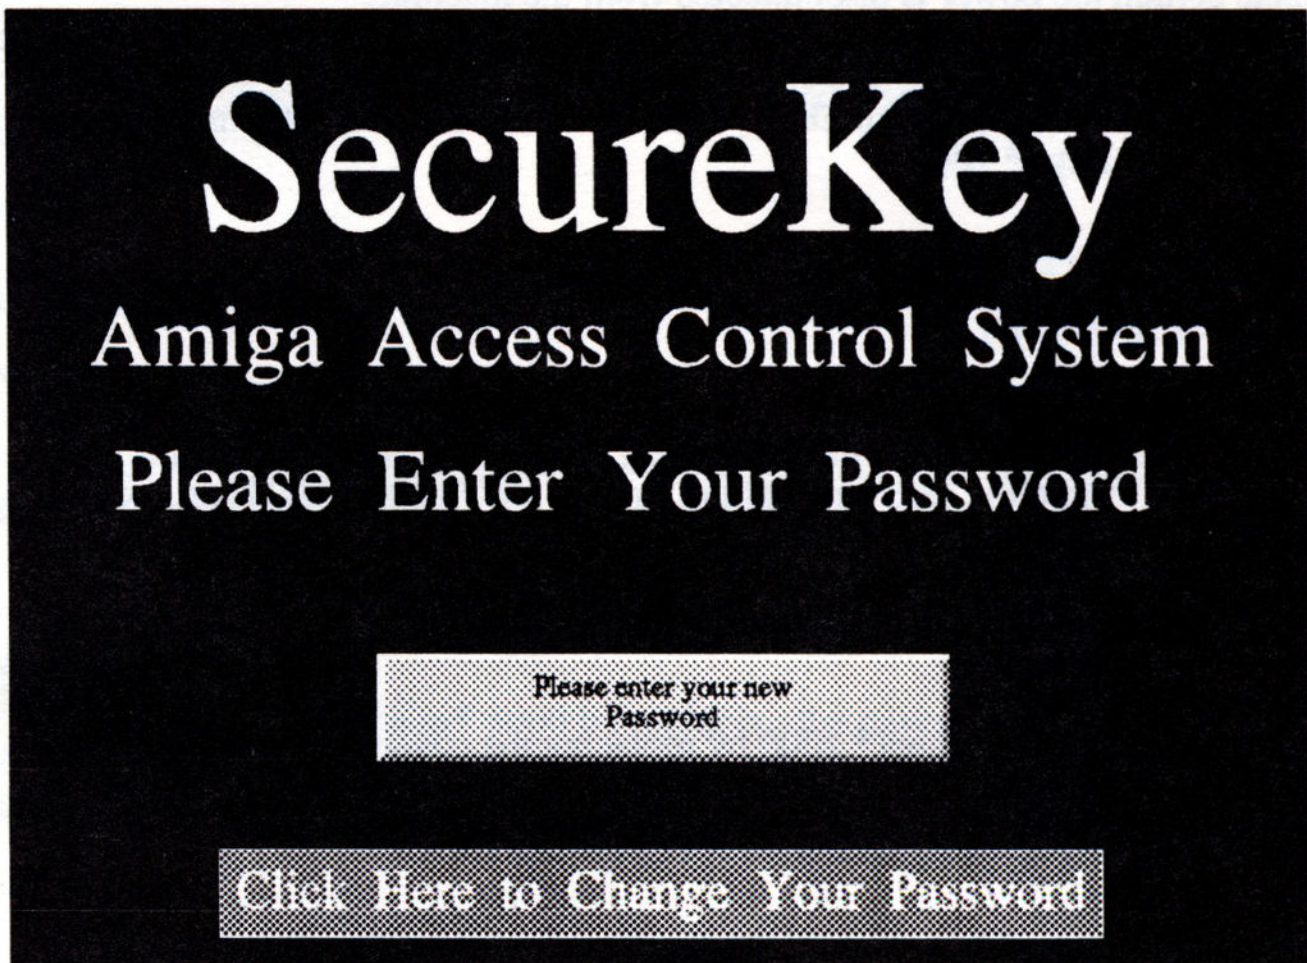 SecureKey
Amiga Access Control System
Please Enter Your Password
Please enter your new
Password
Click Here to Change Your Password